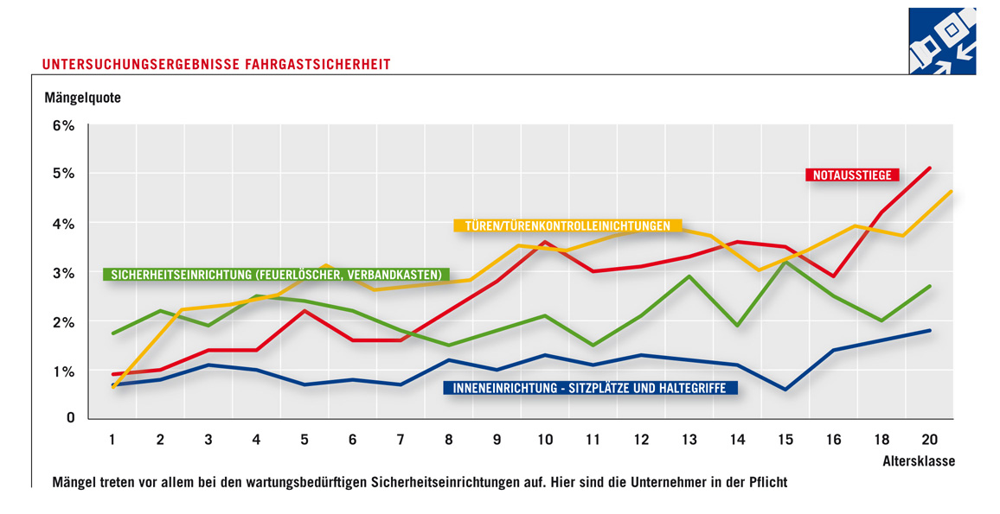 UNTERSUCHUNGSERGEBNISSE FAHRGASTSICHERHEIT
Mängelquote
6%
5%
NOTAUSSTIEGE
4%
TÜREN/TÜRENKONTROLLEINICHTUNGEN
3%
SICHERHEITSEINRICHTUNG (FEUERLÖSCHER, VERBANDKASTEN)
2%
1%
INNENEINRICHTUNG - SITZPLÄTZE UND HALTEGRIFFE
0
1 2 3 4 5 6 7 8 9 10 11 12 13 14 15 16 18 20
Altersklasse
Mängel treten vor allem bei den wartungsbedürftigen Sicherheitseinrichtungen auf. Hier sind die Unternehmer in der Pflicht